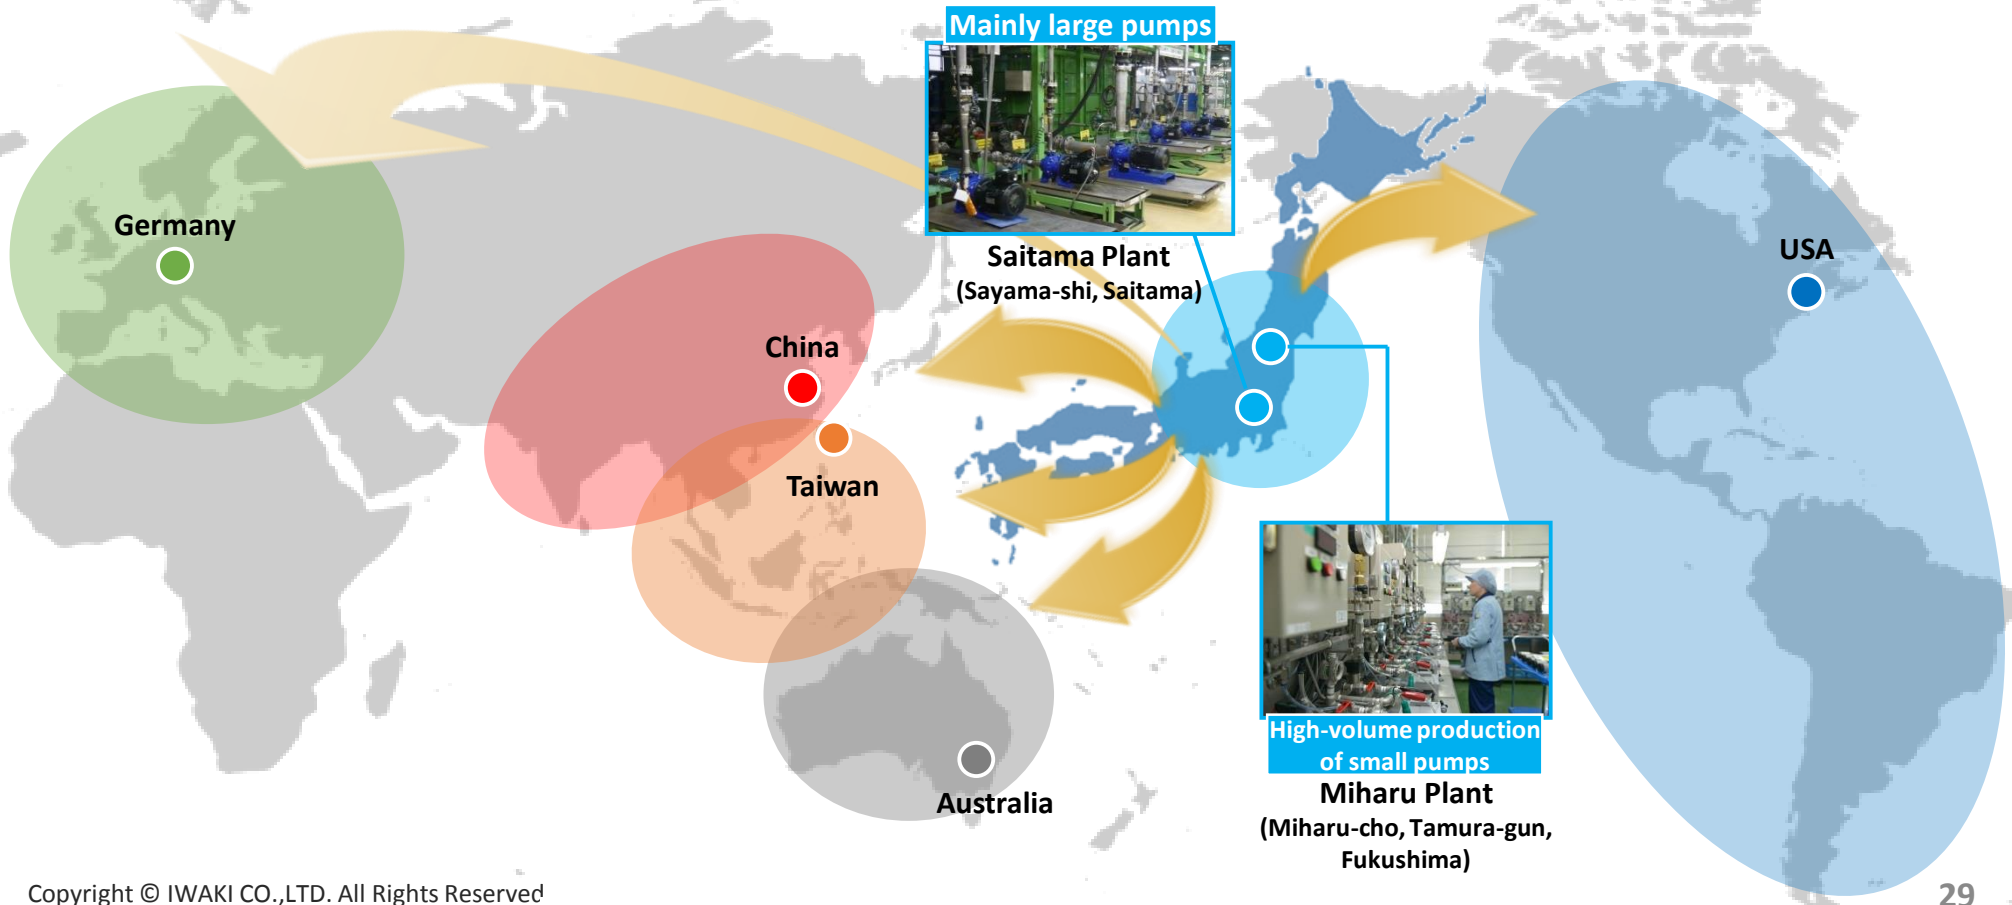 Mainly large pumps
Saitama Plant
(Sayama-shi, Saitama)
Germany
USA
China
Taiwan
Australia
High-volume production
of small pumps
Miharu Plant
(Miharu-cho, Tamura-gun,
Fukushima)
Copyright © IWAKI CO.,LTD. All Rights Reserved
29